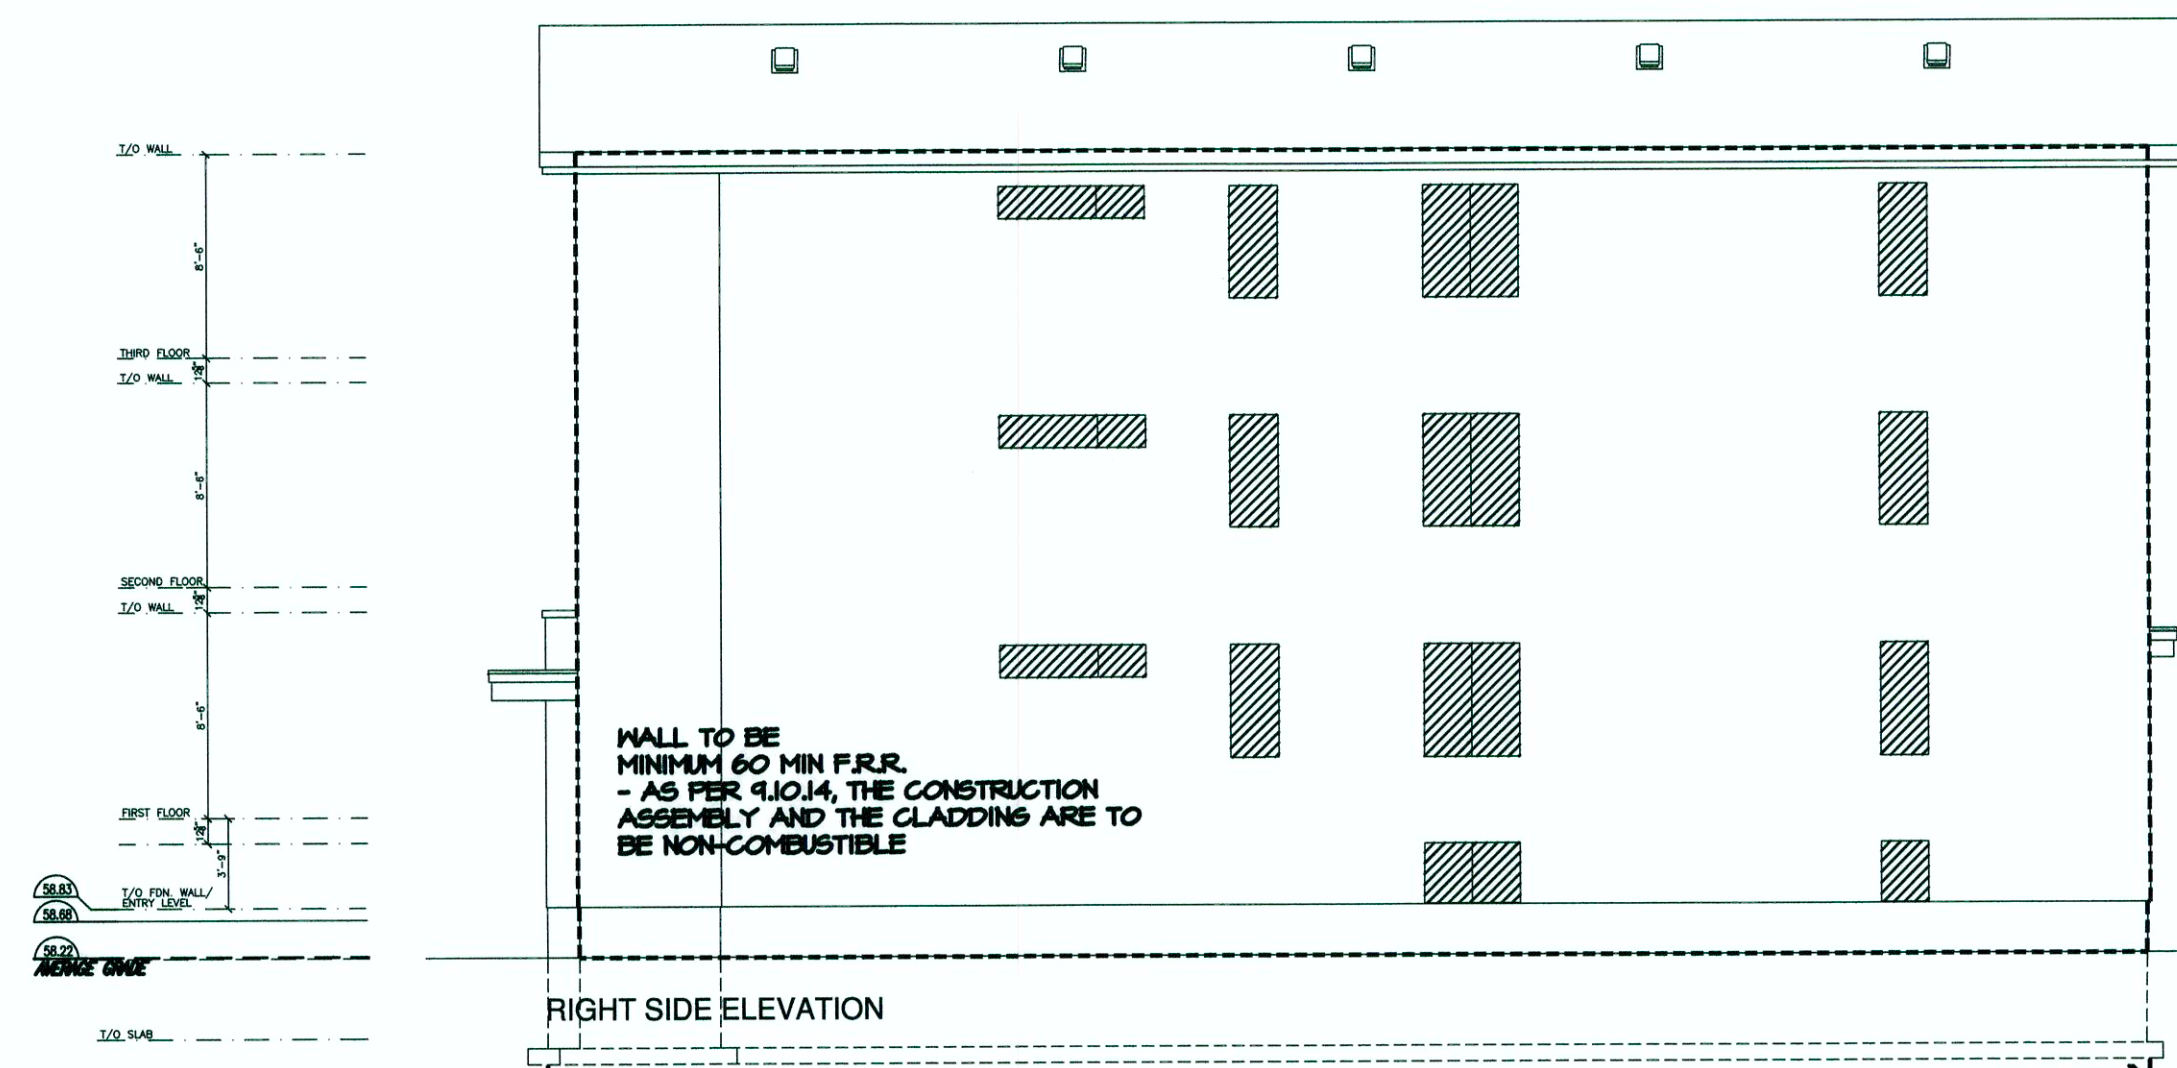 T/O WALL
8'-6"
THIRD FLOOR
T/O WALL
8'-6"
SECOND FLOOR
T/O WALL
8'-6"
FIRST FLOOR
3'-9"
58.83
T/O FDN. WALL/
ENTRY LEVEL
58.68
58.22
AVERAGE GRADE
T/O SLAB
WALL TO BE
MINIMUM 60 MIN F.R.R.
- AS PER 9.10.14, THE CONSTRUCTION
ASSEMBLY AND THE CLADDING ARE TO
BE NON-COMBUSTIBLE
RIGHT SIDE ELEVATION